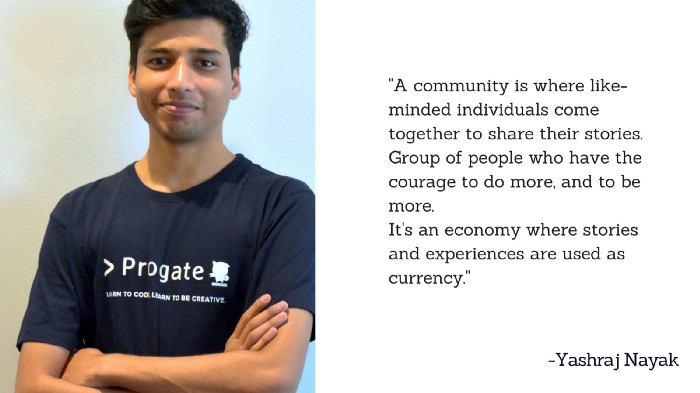 > Progate
LEARN TO CODE LEARN TO BE CREATIVE.
"A community is where like-
minded individuals come
together to share their stories.
Group of people who have the
courage to do more, and to be
more.
It's an economy where stories
and experiences are used as
currency."
-Yashraj Nayak